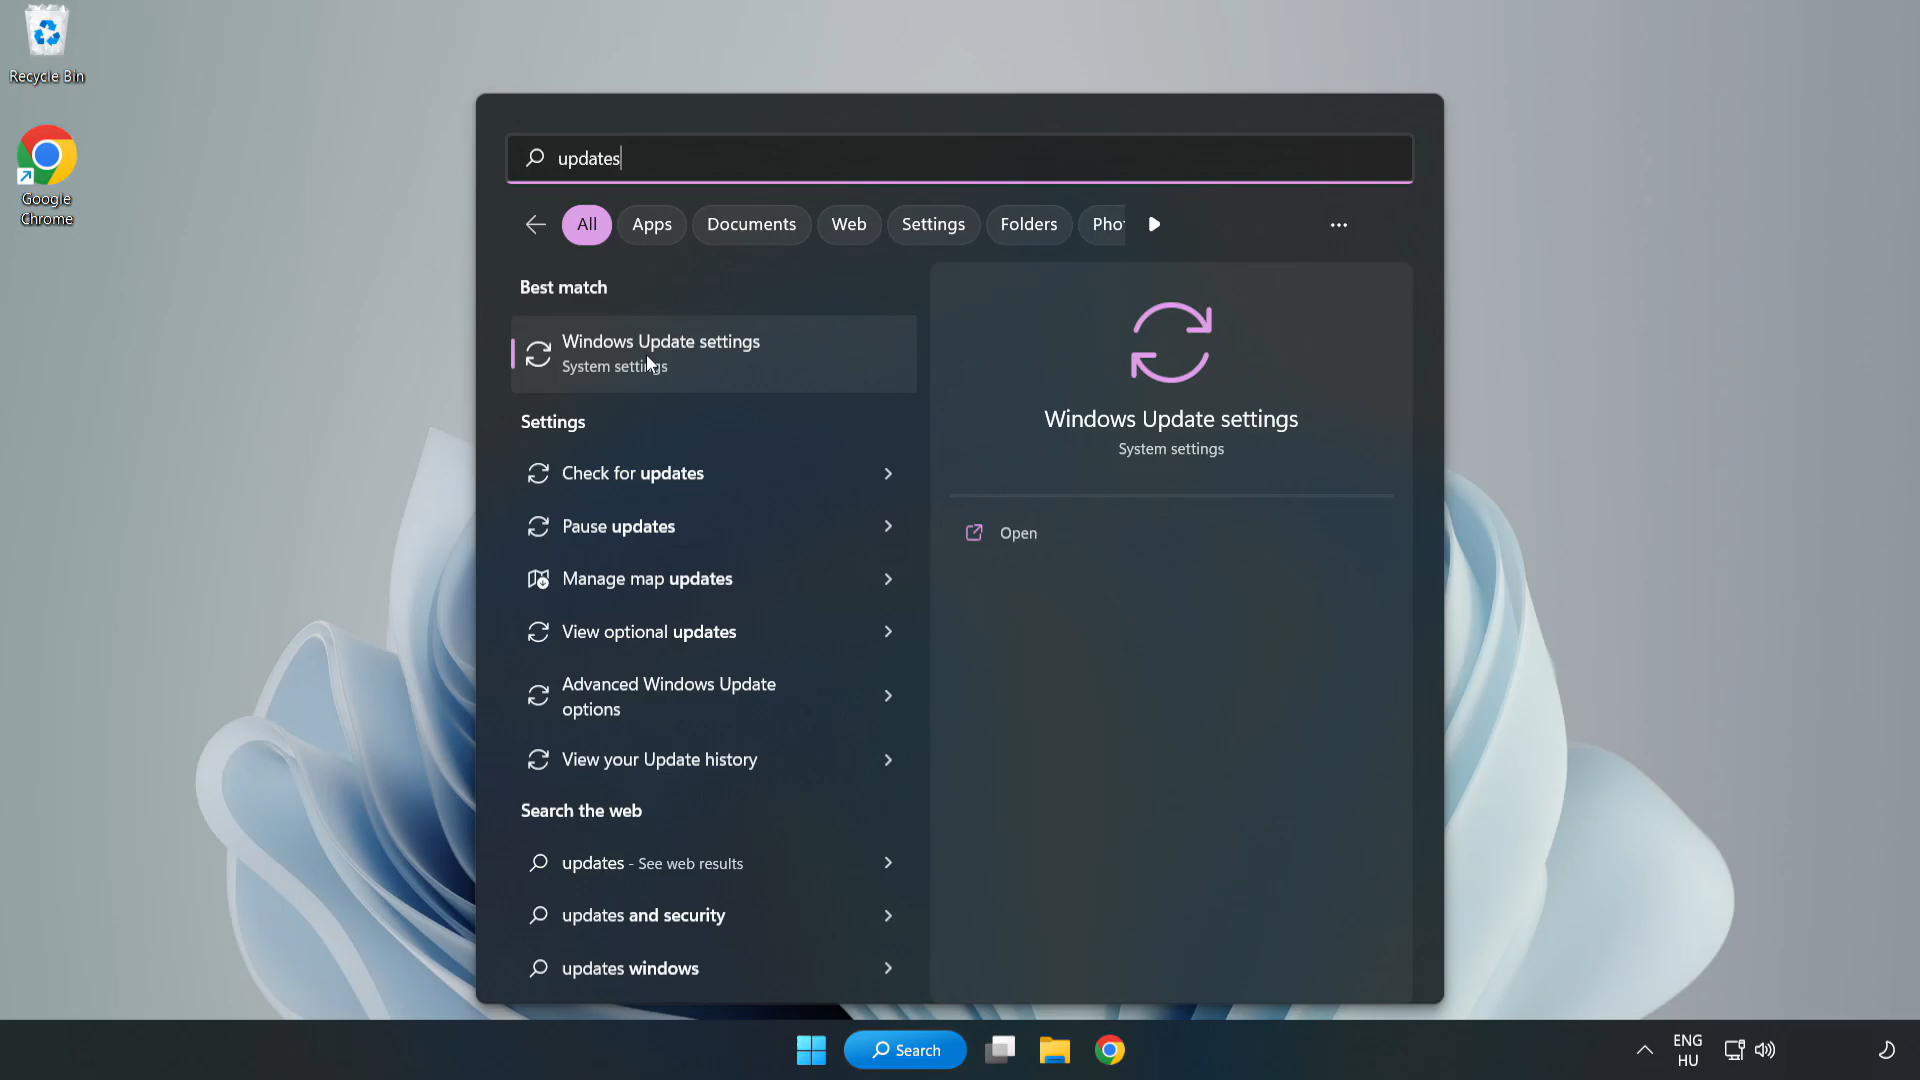 Recycle Bin
Google
Chrome
updates
All
Apps
Documents
Web
Settings
Folders
Best match
Windows Update settings
System settings
Settings
Check for updates
Pause updates
Manage map updates
View optional updates
Advanced Windows Update
options
View your Update history
Search the web
updates - See web results
updates and security
updates windows
Windows Update settings
System settings
Open
Search
ENG
HU